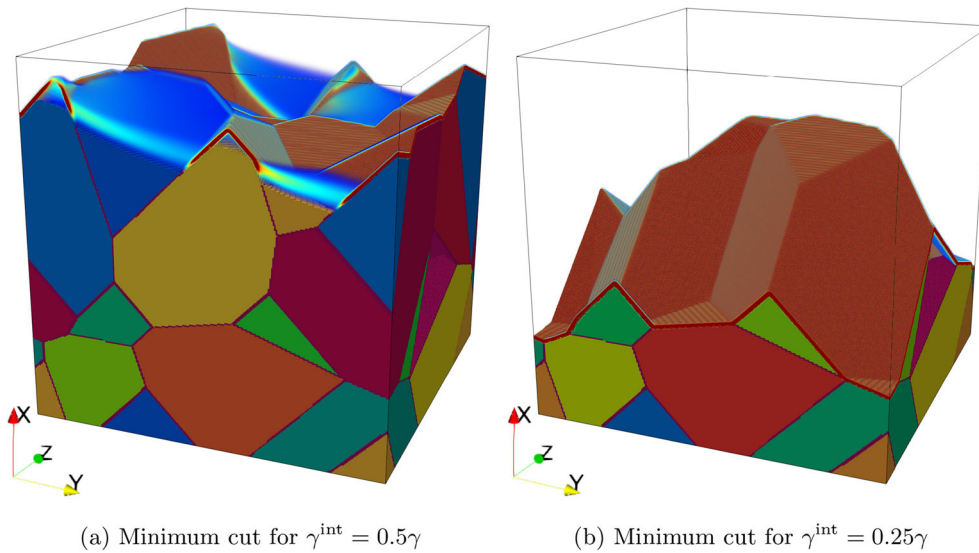 X
Z
Y
X
Z
Y
(a) Minimum cut for γ^int = 0.5γ
(b) Minimum cut for γ^int = 0.25γ